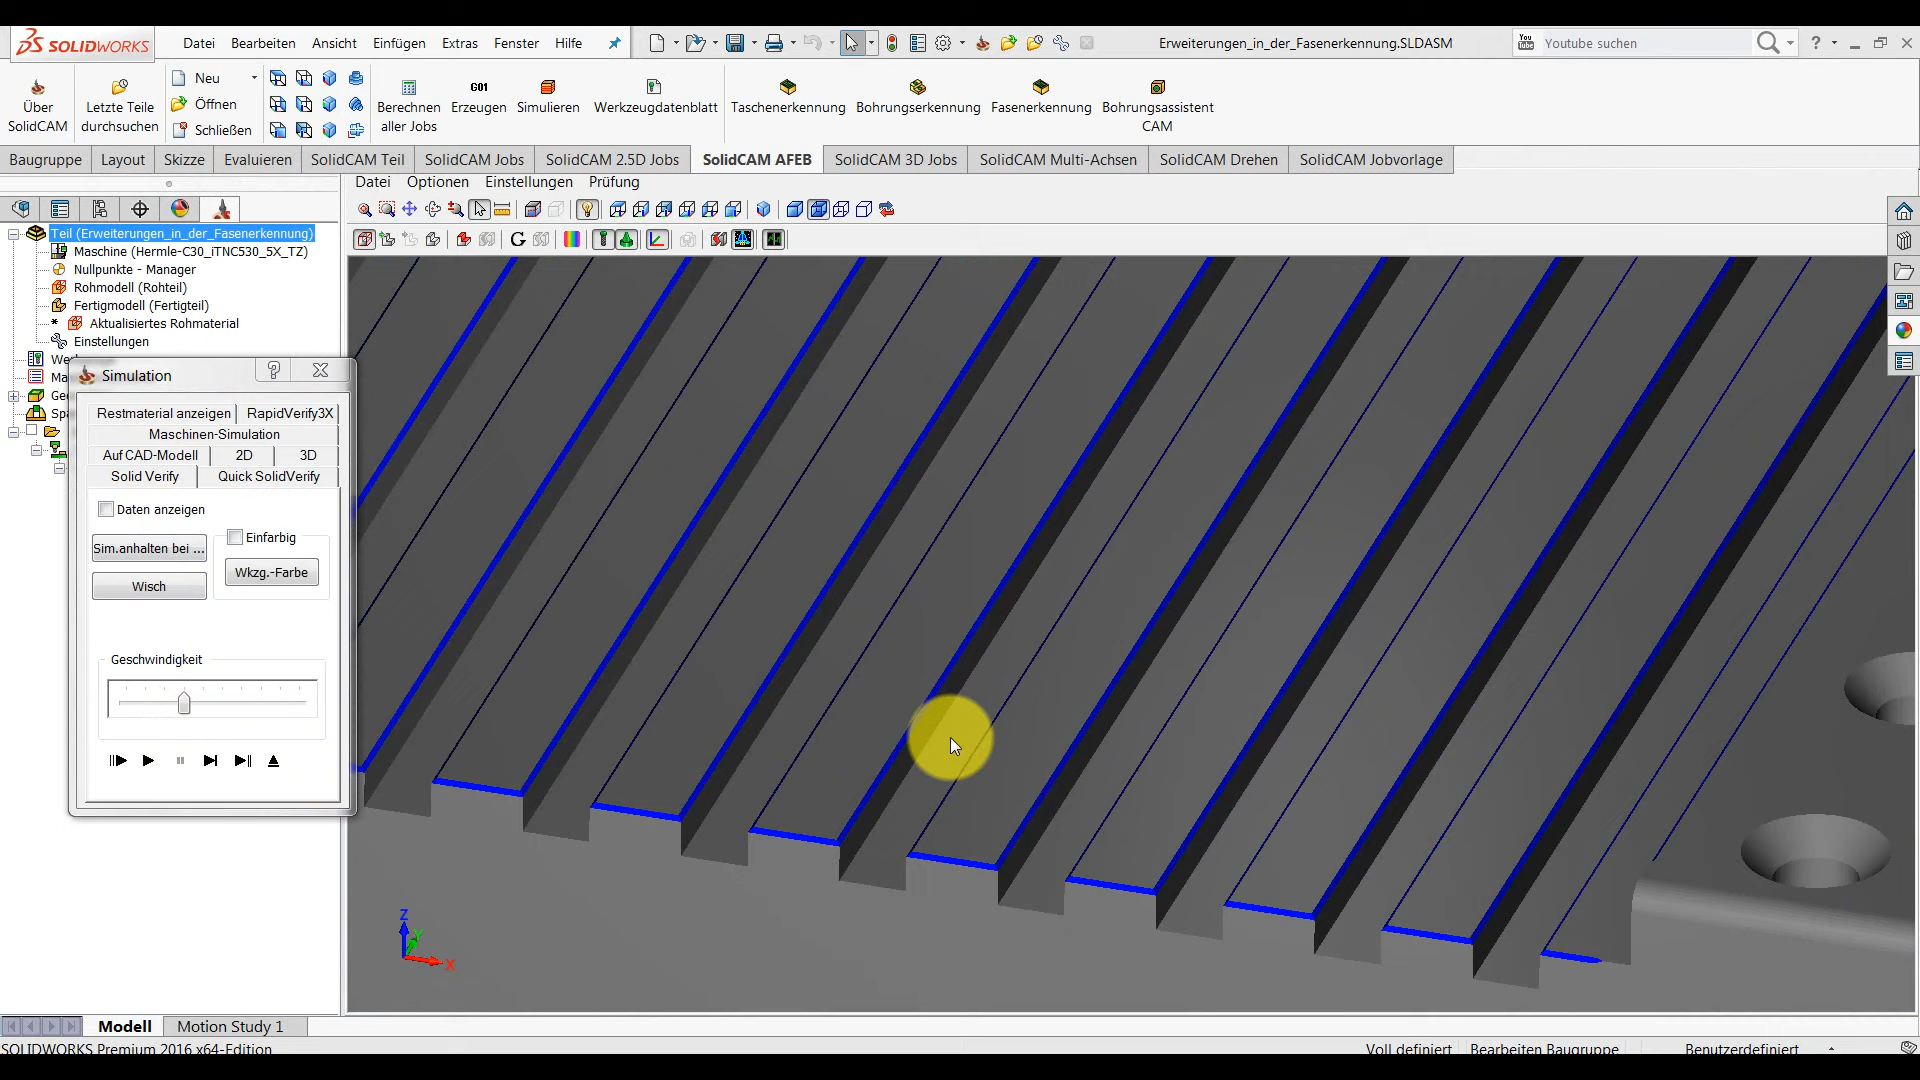 SOLIDWORKS
Datei Bearbeiten Ansicht Einfügen Extras Fenster Hilfe
Erweiterungen_in_der_Fasenerkennung.SLDASM
You Tube
Youtube suchen
Über SolidCAM
Letzte Teile durchsuchen
Neu
Öffnen
Schließen
Berechnen aller Jobs
G01
Erzeugen
Simulieren
Werkzeugdatenblatt
Taschenerkennung
Bohrungserkennung
Fasenerkennung
Bohrungsassistent CAM
Baugruppe Layout Skizze Evaluieren SolidCAM Teil SolidCAM Jobs SolidCAM 2.5D Jobs SolidCAM AFEB SolidCAM 3D Jobs SolidCAM Multi-Achsen SolidCAM Drehen SolidCAM Jobvorlage
Datei Optionen Einstellungen Prüfung
Teil (Erweiterungen_in_der_Fasenerkennung)
Maschine (Hermle-C30_iTNC530_5X_TZ)
Nullpunkte - Manager
Rohmodell (Rohteil)
Fertigmodell (Fertigteil)
* Aktualisiertes Rohmaterial
Einstellungen
Simulation
Restmaterial anzeigen RapidVerify3X
Maschinen-Simulation
Auf CAD-Modell 2D 3D
Solid Verify Quick SolidVerify
Daten anzeigen
Sim.anhalten bei ...
Einfarbig
Wkzg.-Farbe
Wisch
Geschwindigkeit
Z
Y
X
Modell Motion Study 1
SOLIDWORKS Premium 2016 x64-Edition
Voll definiert Bearbeiten Baugruppe Benutzerdefiniert